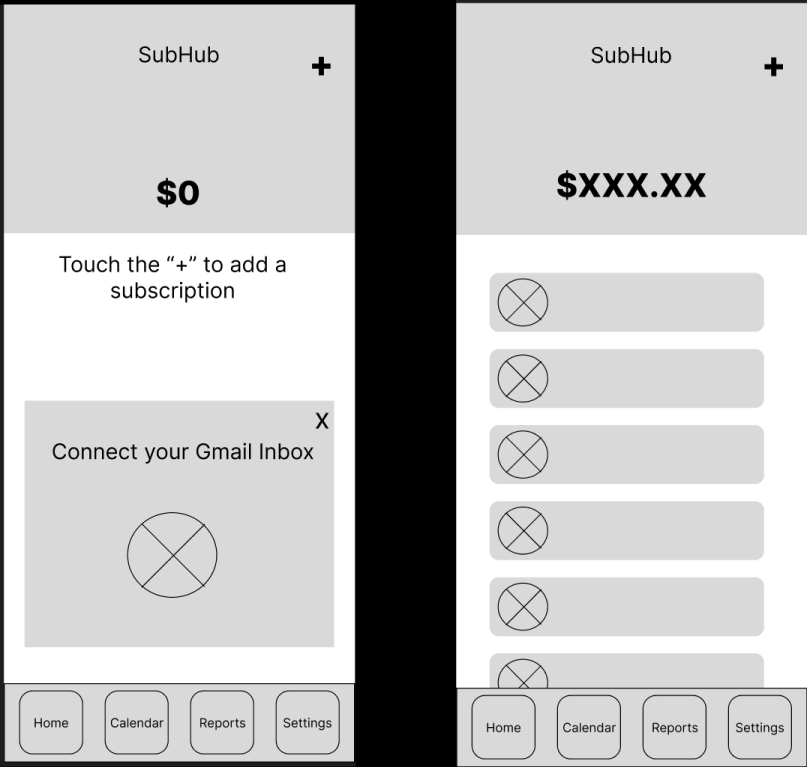 SubHub
+
$0
Touch the “+” to add a
subscription
X
Connect your Gmail Inbox
Home
Calendar
Reports
Settings
SubHub
+
$XXX.XX
Home
Calendar
Reports
Settings